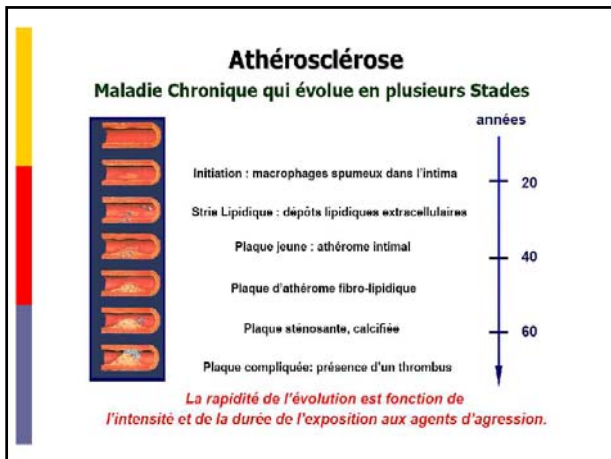 Athérosclérose
Maladie Chronique qui évolue en plusieurs Stades
années
Initiation : macrophages spumeux dans l'intima
20
Strie Lipidique : dépôts lipidiques extracellulaires
Plaque jeune : athérome intimal
40
Plaque d'athérome fibro-lipidique
Plaque sténosante, calcifiée
60
Plaque compliquée: présence d'un thrombus
La rapidité de l'évolution est fonction de
l'intensité et de la durée de l'exposition aux agents d'agression.